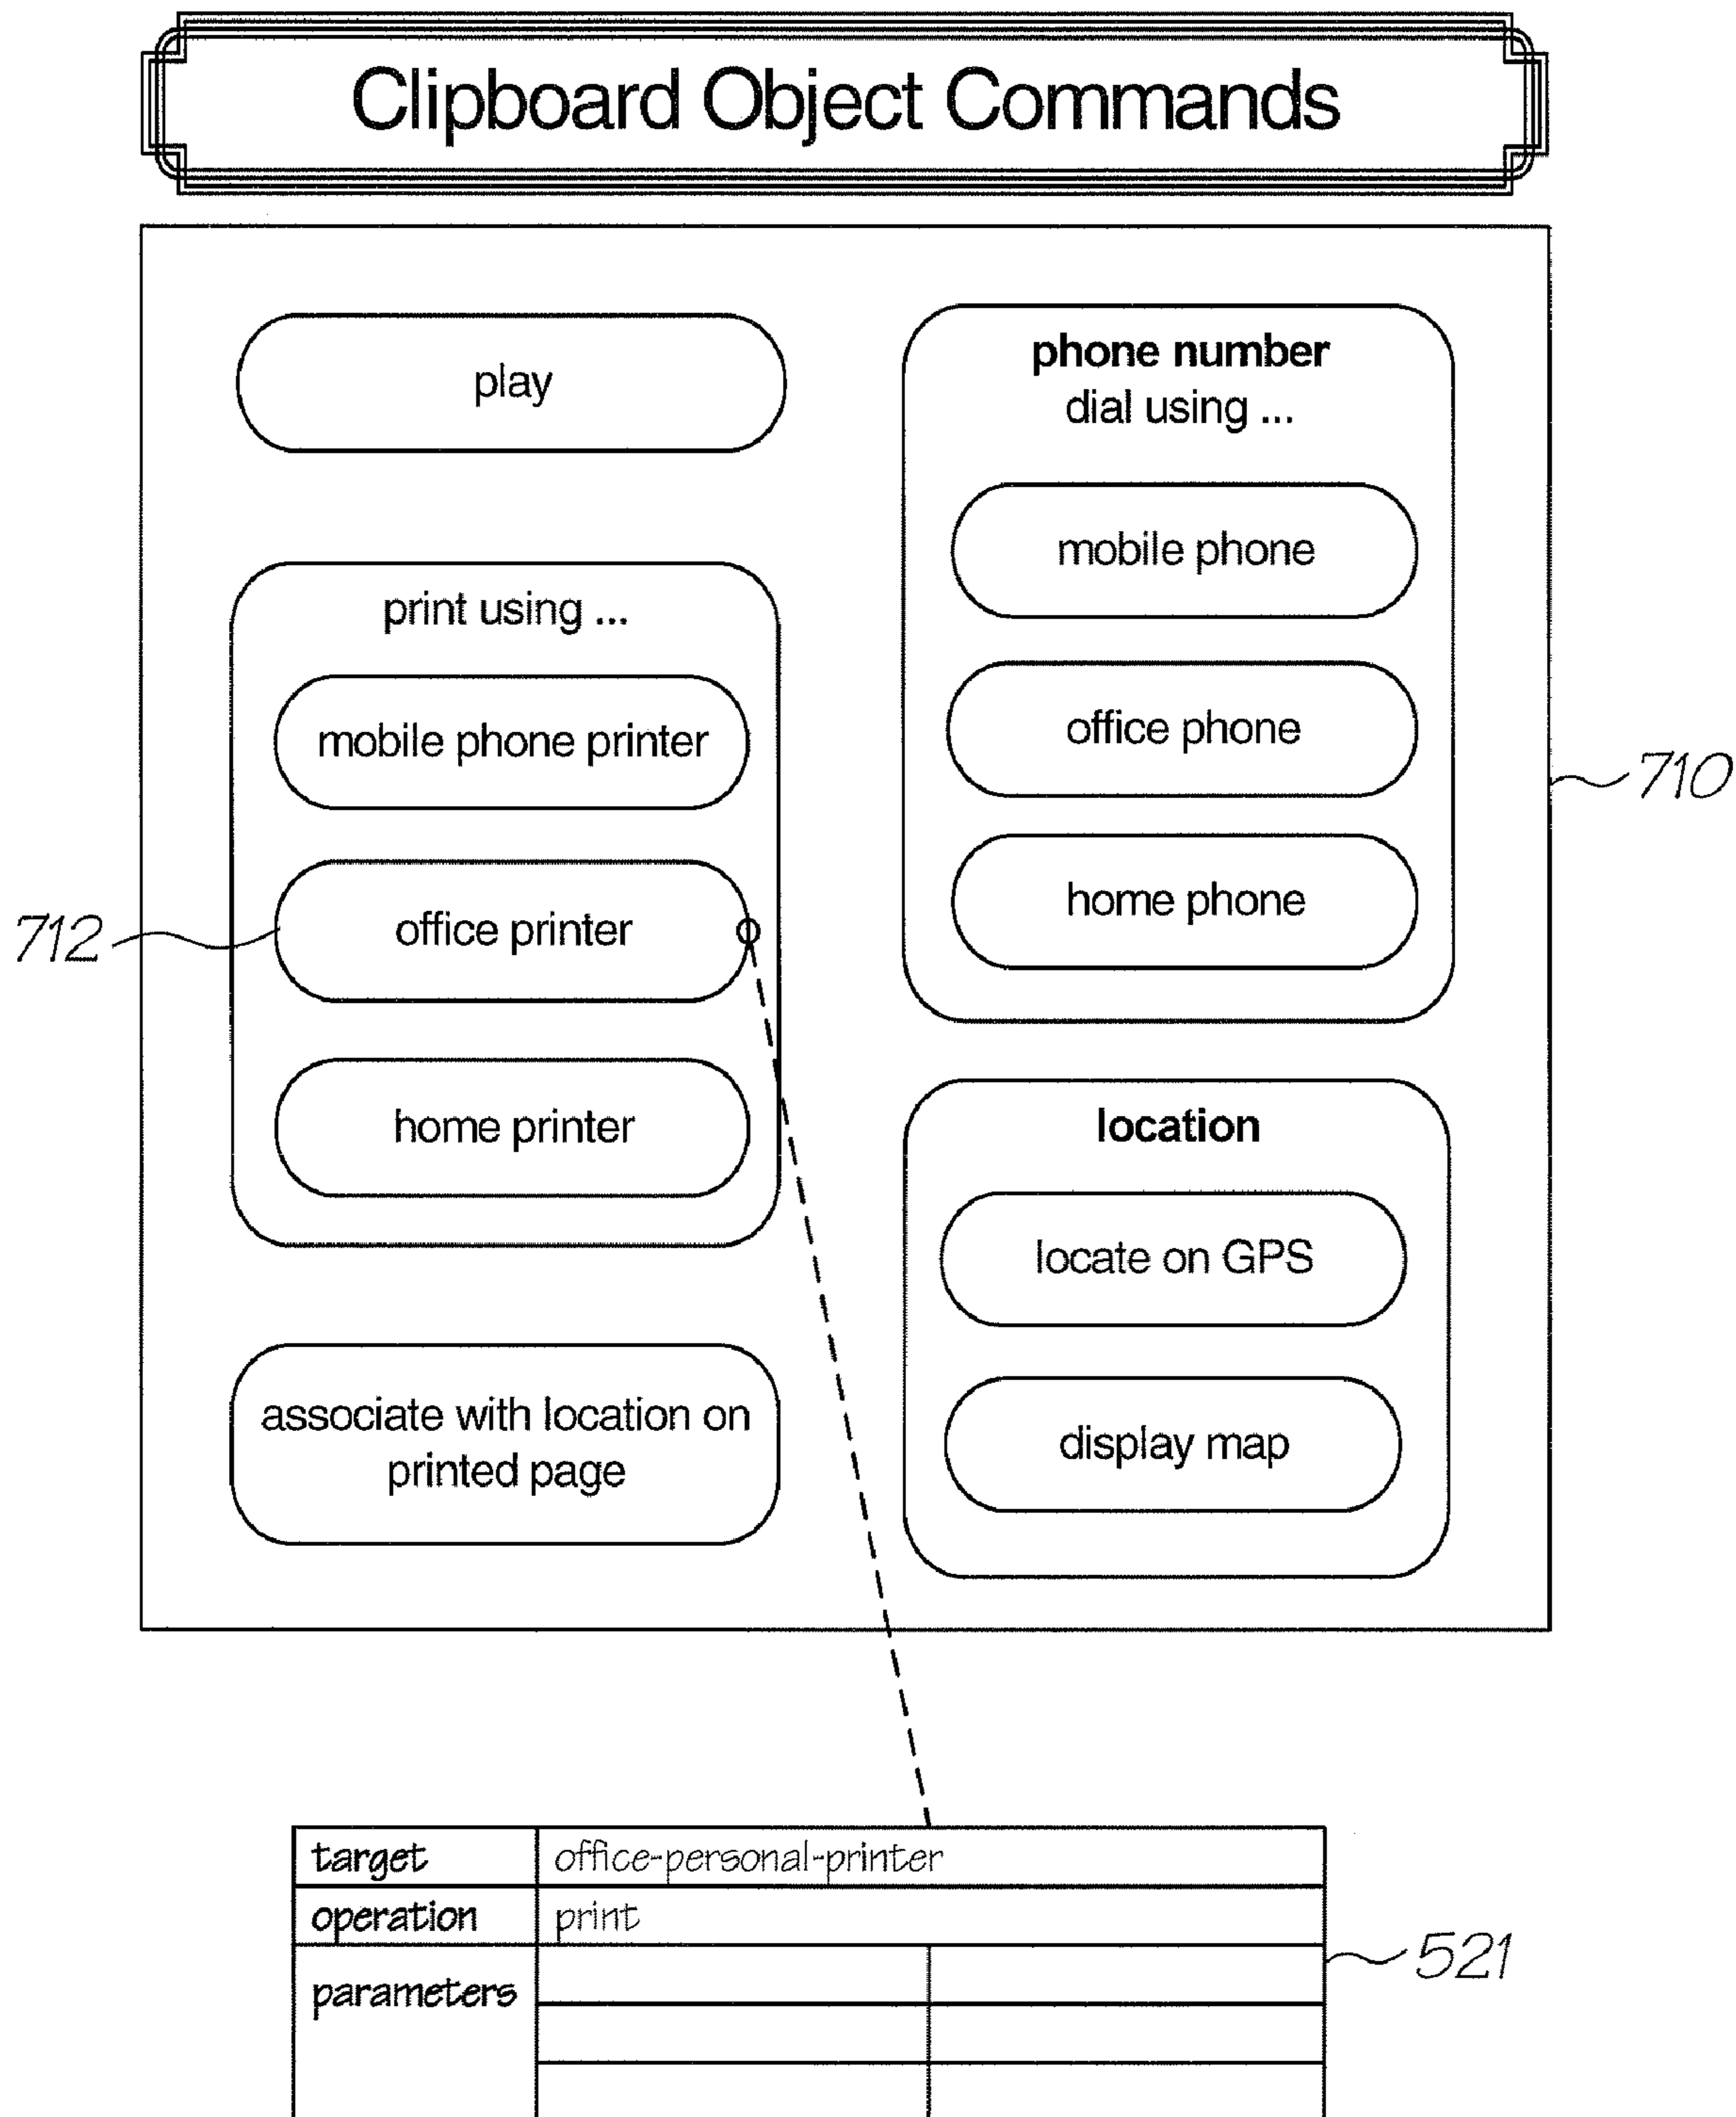 Clipboard Object Commands
play
print using ...
mobile phone printer
712
office printer
home printer
associate with location on
printed page
phone number
dial using ...
mobile phone
office phone
home phone
710
location
locate on GPS
display map
target office-personal-printer
operation print
parameters
521